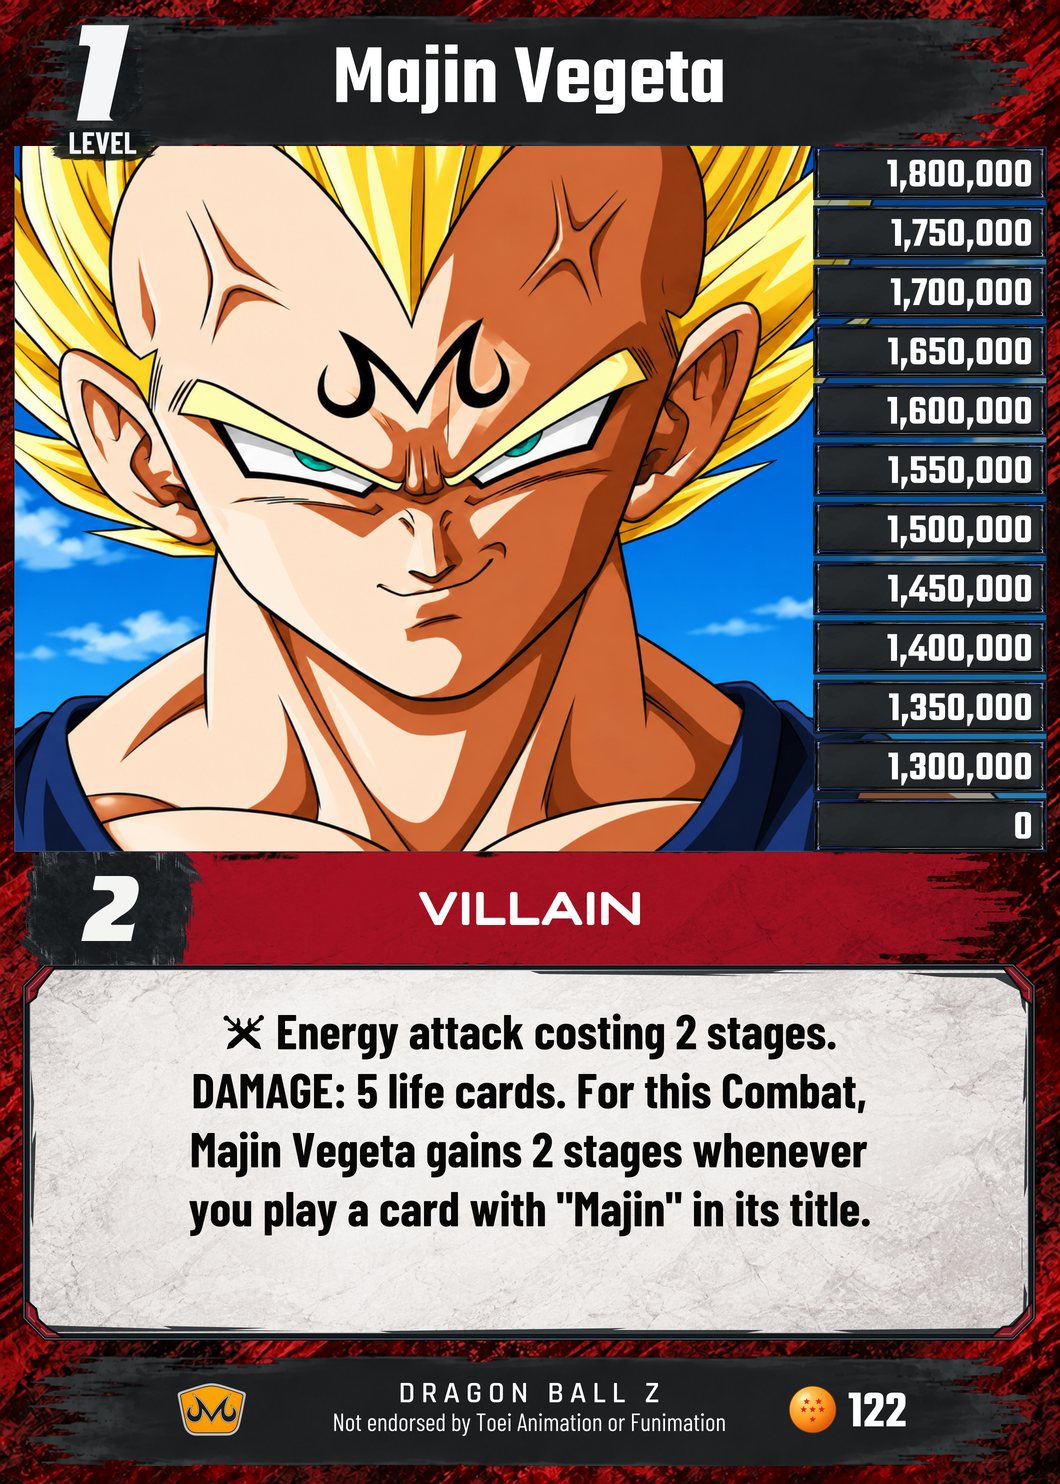 1
LEVEL
Majin Vegeta
1,800,000
1,750,000
1,700,000
1,650,000
1,600,000
1,550,000
1,500,000
1,450,000
1,400,000
1,350,000
1,300,000
0
2
VILLAIN
Energy attack costing 2 stages.
DAMAGE: 5 life cards. For this Combat,
Majin Vegeta gains 2 stages whenever
you play a card with "Majin" in its title.
DRAGON BALL Z
Not endorsed by Toei Animation or Funimation
122